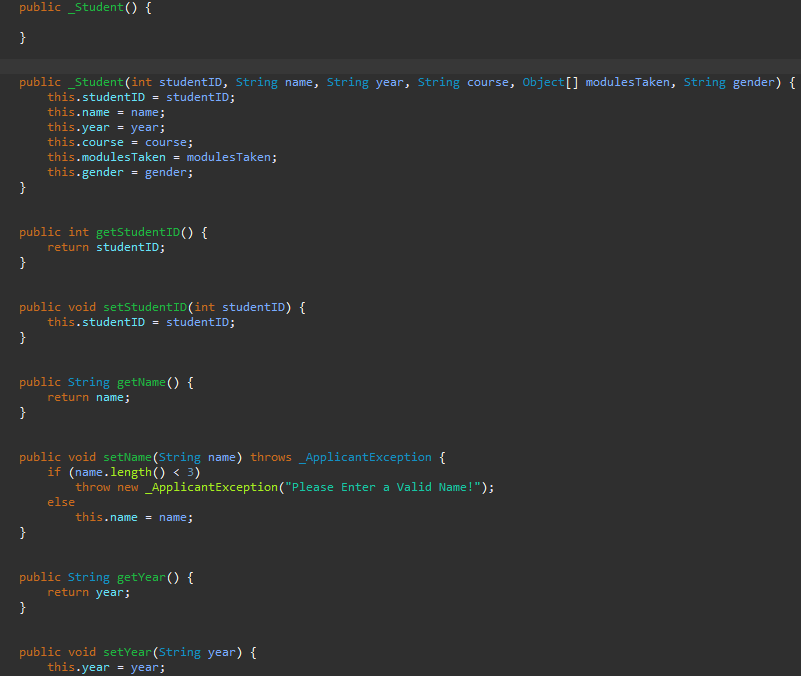 public _Student() {
}
public _Student(int studentID, String name, String year, String course, Object[] modulesTaken, String gender) {
this.studentID = studentID;
this.name = name;
this.year = year;
this.course = course;
this.modulesTaken = modulesTaken;
this.gender = gender;
}
public int getStudentID() {
return studentID;
}
public void setStudentID(int studentID) {
this.studentID = studentID;
}
public String getName() {
return name;
}
public void setName(String name) throws _ApplicantException {
if (name.length() < 3)
throw new _ApplicantException("Please Enter a Valid Name!");
else
this.name = name;
}
public String getYear() {
return year;
}
public void setYear(String year) {
this.year = year;